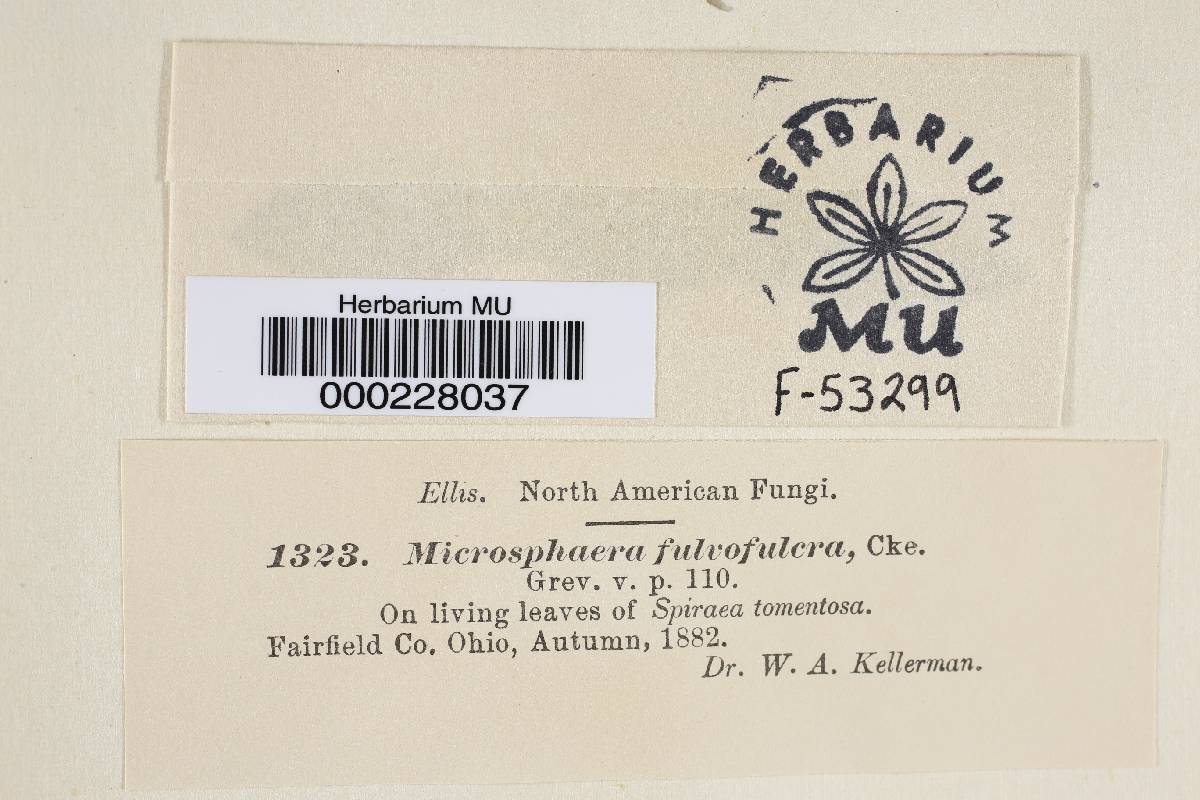 HERBARIUM
MU
F-53299
Herbarium MU
000228037
Ellis. North American Fungi.
1323. Microsphaera fulvofulcra, Cke.
Grev. v. p. 110.
On living leaves of Spiraea tomentosa.
Fairfield Co. Ohio, Autumn, 1882.
Dr. W. A. Kellerman.